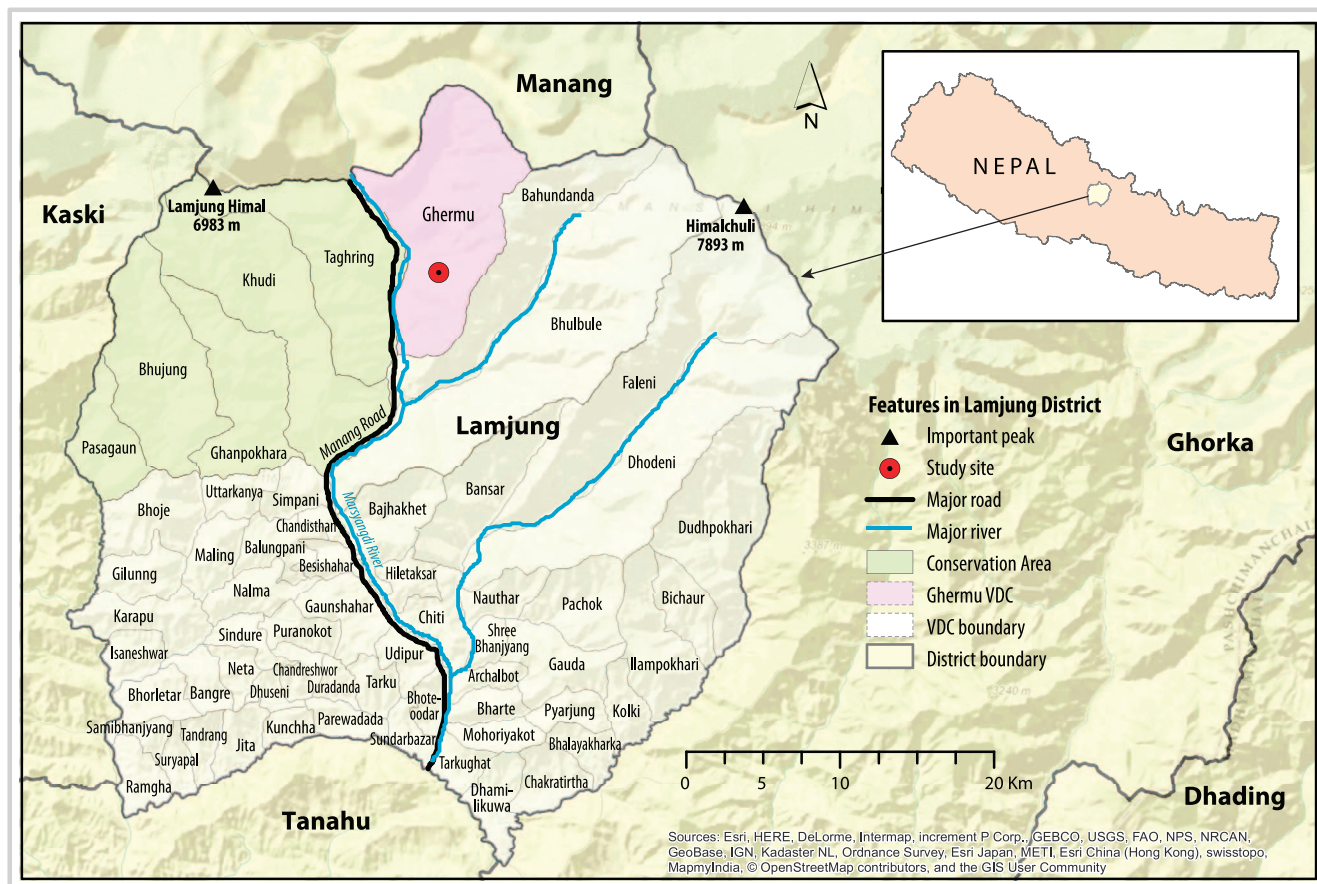 Manang
N
NEPAL
Kaski
Lamjung Himal
6983 m
Ghermu
Bahundanda
Himalchuli
7893 m
Taghring
Khudi
Bhulbule
Bhujung
Faleni
Lamjung
Manang Road
Pasagaun
Ghanpokhara
Dhodeni
Bansar
Uttarkanya
Simpani
Bajhakhet
Marsyangdi River
Bhoje
Chandisthan
Dudhpokhari
Maling
Balungpani
Besishahar
Hiletaksar
Gilunng
Nalma
Nauthar
Pachok
Bichaur
Gaunshahar
Karapu
Chiti
Sindure
Puranokot
Shree
Bhanjyang
Isaneshwar
Udipur
Gauda
Ilampokhari
Neta
Chandreshwor
Archalbot
Bhorletar
Bangre
Dhuseni
Duradanda
Tarku
Bhote-
oodar
Bharte
Pyarjung
Kolki
Samibhanjyang
Tandrang
Kunchha
Parewadada
Sundarbazar
Mohoriyakot
Bhalayakharka
Jita
Suryapal
Tarkughat
Ramgha
Dhami-
likuwa
Chakratirtha
Tanahu
Features in Lamjung District
Important peak
Study site
Major road
Major river
Conservation Area
Ghermu VDC
VDC boundary
District boundary
Ghorka
Dhading
0 5 10 20 Km
Sources: Esri, HERE, DeLorme, Intermap, increment P Corp., GEBCO, USGS, FAO, NPS, NRCAN,
GeoBase, IGN, Kadaster NL, Ordnance Survey, Esri Japan, METI, Esri China (Hong Kong), swisstopo,
MapmyIndia, © OpenStreetMap contributors, and the GIS User Community